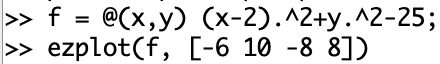 >> f = @(x,y) (x-2).^2+y.^2-25;
>> ezplot(f, [-6 10 -8 8])